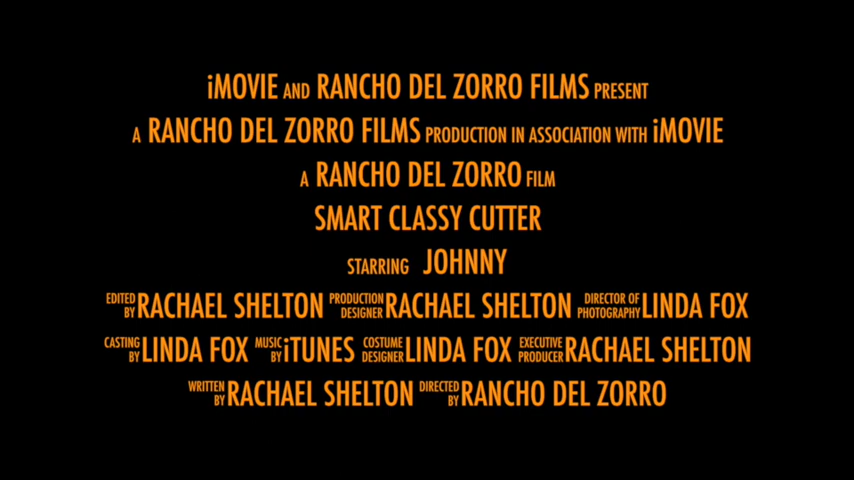 iMOVIE AND RANCHO DEL ZORRO FILMS PRESENT
A RANCHO DEL ZORRO FILMS PRODUCTION IN ASSOCIATION WITH iMOVIE
A RANCHO DEL ZORRO FILM
SMART CLASSY CUTTER
STARRING JOHNNY
EDITED BY RACHAEL SHELTON PRODUCTION DESIGNER RACHAEL SHELTON DIRECTOR OF PHOTOGRAPHY LINDA FOX
CASTING BY LINDA FOX MUSIC BY iTUNES COSTUME DESIGNER LINDA FOX EXECUTIVE PRODUCER RACHAEL SHELTON
WRITTEN BY RACHAEL SHELTON DIRECTED BY RANCHO DEL ZORRO